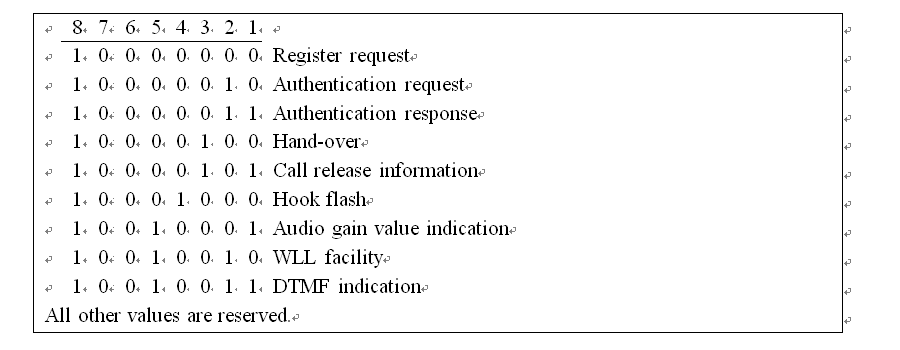 8 7 6 5 4 3 2 1
1 0 0 0 0 0 0 0 Register request
1 0 0 0 0 0 1 0 Authentication request
1 0 0 0 0 0 1 1 Authentication response
1 0 0 0 0 1 0 0 Hand-over
1 0 0 0 0 1 0 1 Call release information
1 0 0 0 1 0 0 0 Hook flash
1 0 0 1 0 0 0 1 Audio gain value indication
1 0 0 1 0 0 1 0 WLL facility
1 0 0 1 0 0 1 1 DTMF indication
All other values are reserved.